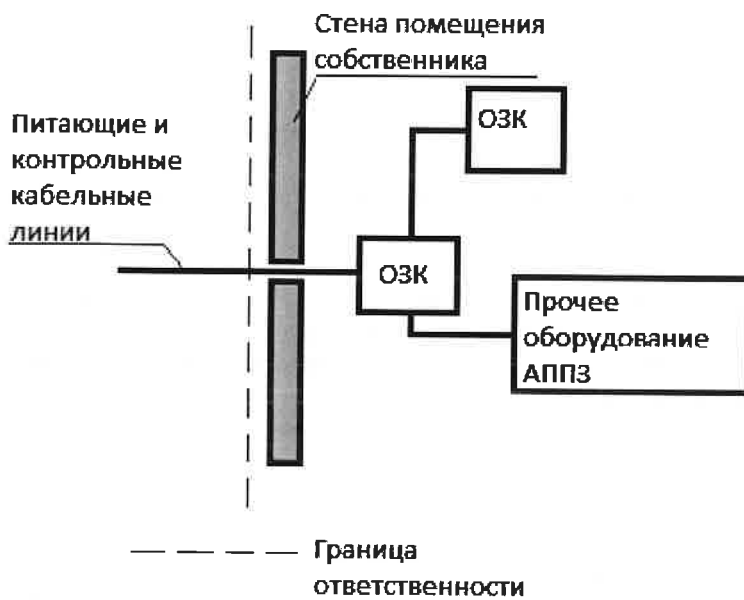 Стена помещения
собственника
Питающие и
контрольные
кабельные
линии
ОЗК
ОЗК
Прочее
оборудование
АППЗ
Граница
ответственности